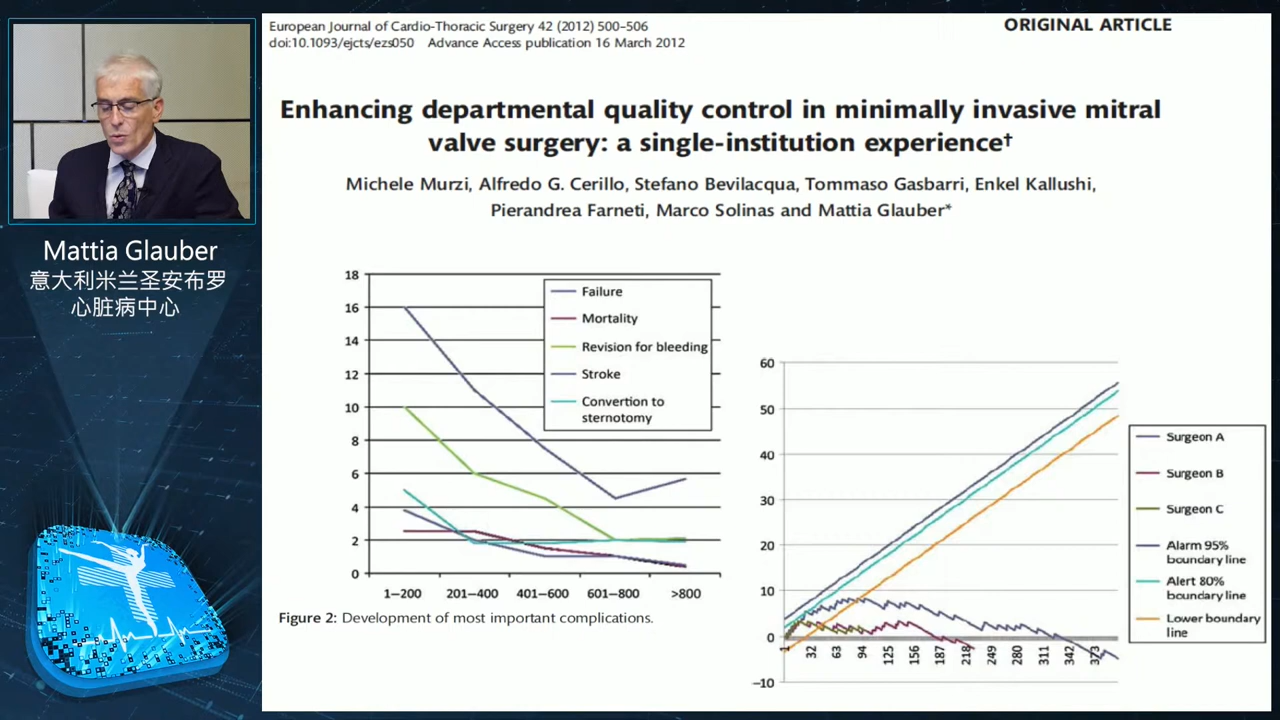 European Journal of Cardio-Thoracic Surgery 42 (2012) 500–506
doi:10.1093/ejcts/ezs050 Advance Access publication 16 March 2012
ORIGINAL ARTICLE
Enhancing departmental quality control in minimally invasive mitral
valve surgery: a single-institution experience†
Michele Murzi, Alfredo G. Cerillo, Stefano Bevilacqua, Tommaso Gasbarri, Enkel Kallushi,
Pierandrea Farneti, Marco Solinas and Mattia Glauber*
Mattia Glauber
意大利米兰圣安布罗
心脏病中心
18
16
14
12
10
8
6
4
2
0
1–200 201–400 401–600 601–800 >800
Failure
Mortality
Revision for bleeding
Stroke
Convertion to
sternotomy
Figure 2: Development of most important complications.
60
50
40
30
20
10
0
–10
1 32 63 94 125 156 187 218 249 280 311 342 373
Surgeon A
Surgeon B
Surgeon C
Alarm 95%
boundary line
Alert 80%
boundary line
Lower boundary
line